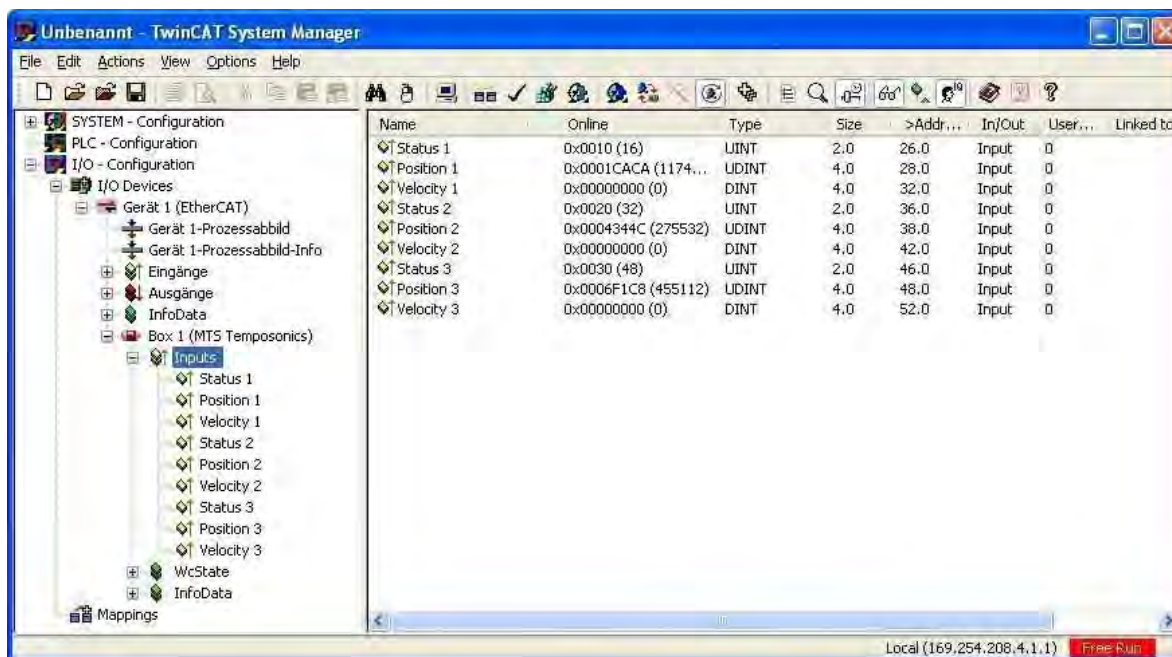 Unbenannt - TwinCAT System Manager
File Edit Actions View Options Help
SYSTEM - Configuration
PLC - Configuration
I/O - Configuration
I/O Devices
Gerät 1 (EtherCAT)
Gerät 1-Prozessabbild
Gerät 1-Prozessabbild-Info
Eingänge
Ausgänge
InfoData
Box 1 (MTS Temposonics)
Inputs
Status 1
Position 1
Velocity 1
Status 2
Position 2
Velocity 2
Status 3
Position 3
Velocity 3
WcState
InfoData
Mappings
Name Online Type Size >Addr... In/Out User... Linked to
Status 1 0x0010 (16) UINT 2.0 26.0 Input 0
Position 1 0x0001CACA (1174... UDINT 4.0 28.0 Input 0
Velocity 1 0x00000000 (0) DINT 4.0 32.0 Input 0
Status 2 0x0020 (32) UINT 2.0 36.0 Input 0
Position 2 0x0004344C (275532) UDINT 4.0 38.0 Input 0
Velocity 2 0x00000000 (0) DINT 4.0 42.0 Input 0
Status 3 0x0030 (48) UINT 2.0 46.0 Input 0
Position 3 0x0006F1C8 (455112) UDINT 4.0 48.0 Input 0
Velocity 3 0x00000000 (0) DINT 4.0 52.0 Input 0
Local (169.254.208.4.1.1) Free Run